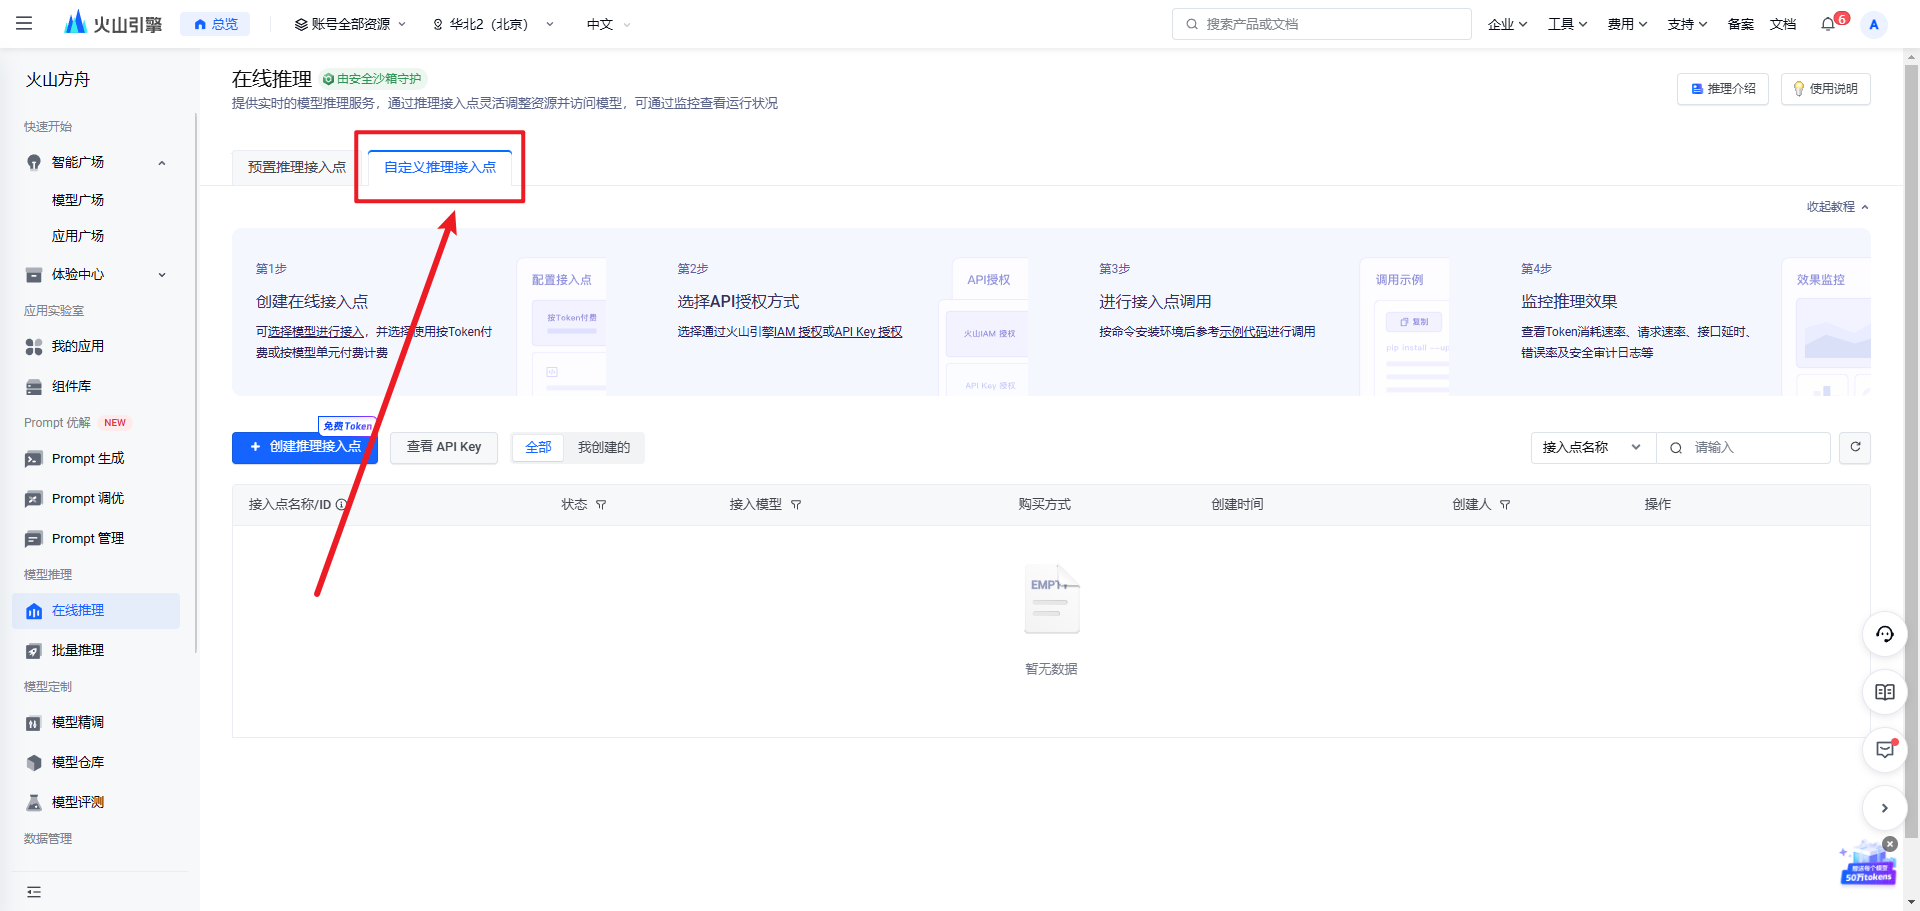 火山引擎
总览
账号全部资源
华北2（北京）
中文
搜索产品或文档
企业
工具
费用
支持
备案
文档
6
A
火山方舟
快速开始
智能广场
模型广场
应用广场
体验中心
应用实验室
我的应用
组件库
Prompt 优解 NEW
Prompt 生成
Prompt 调优
Prompt 管理
模型推理
在线推理
批量推理
模型定制
模型精调
模型仓库
模型评测
数据管理
在线推理
由安全沙箱守护
提供实时的模型推理服务，通过推理接入点灵活调整资源并访问模型，可通过监控查看运行状况
推理介绍
使用说明
预置推理接入点
自定义推理接入点
收起教程
第1步
创建在线接入点
可选择模型进行接入，并选择使用按Token付
费或按模型单元付费计费
配置接入点
按Token付费
第2步
选择API授权方式
选择通过火山引擎IAM 授权或API Key 授权
API授权
火山IAM 授权
API Key 授权
第3步
进行接入点调用
按命令安装环境后参考示例代码进行调用
调用示例
复制
pip install --up
第4步
监控推理效果
查看Token消耗速率、请求速率、接口延时、
错误率及安全审计日志等
效果监控
免费Token
+ 创建推理接入点
查看 API Key
全部
我创建的
接入点名称
请输入
接入点名称/ID
状态
接入模型
购买方式
创建时间
创建人
操作
EMPTY
暂无数据
50万tokens